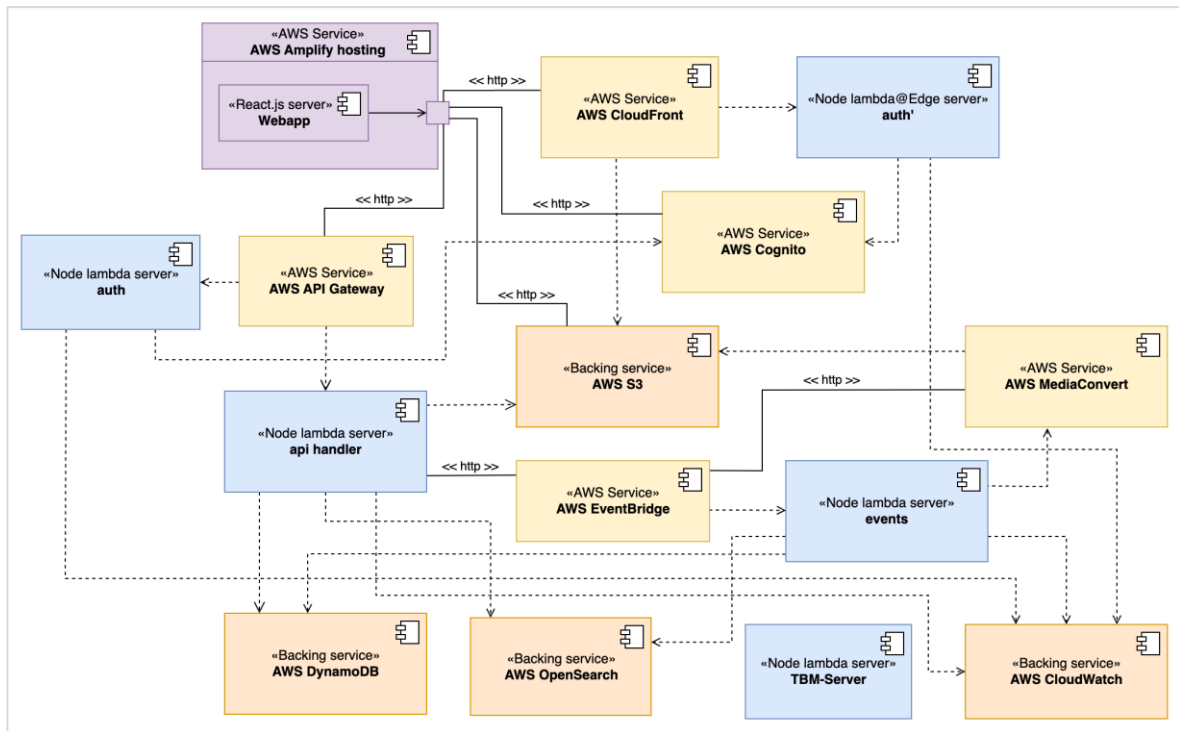 «AWS Service»
AWS Amplify hosting
«React.js server»
Webapp
<< http >>
«AWS Service»
AWS CloudFront
«Node lambda@Edge server»
auth'
<< http >>
<< http >>
«AWS Service»
AWS Cognito
«Node lambda server»
auth
«AWS Service»
AWS API Gateway
<< http >>
«Backing service»
AWS S3
«AWS Service»
AWS MediaConvert
<< http >>
«Node lambda server»
api handler
<< http >>
«AWS Service»
AWS EventBridge
«Node lambda server»
events
«Backing service»
AWS DynamoDB
«Backing service»
AWS OpenSearch
«Node lambda server»
TBM-Server
«Backing service»
AWS CloudWatch